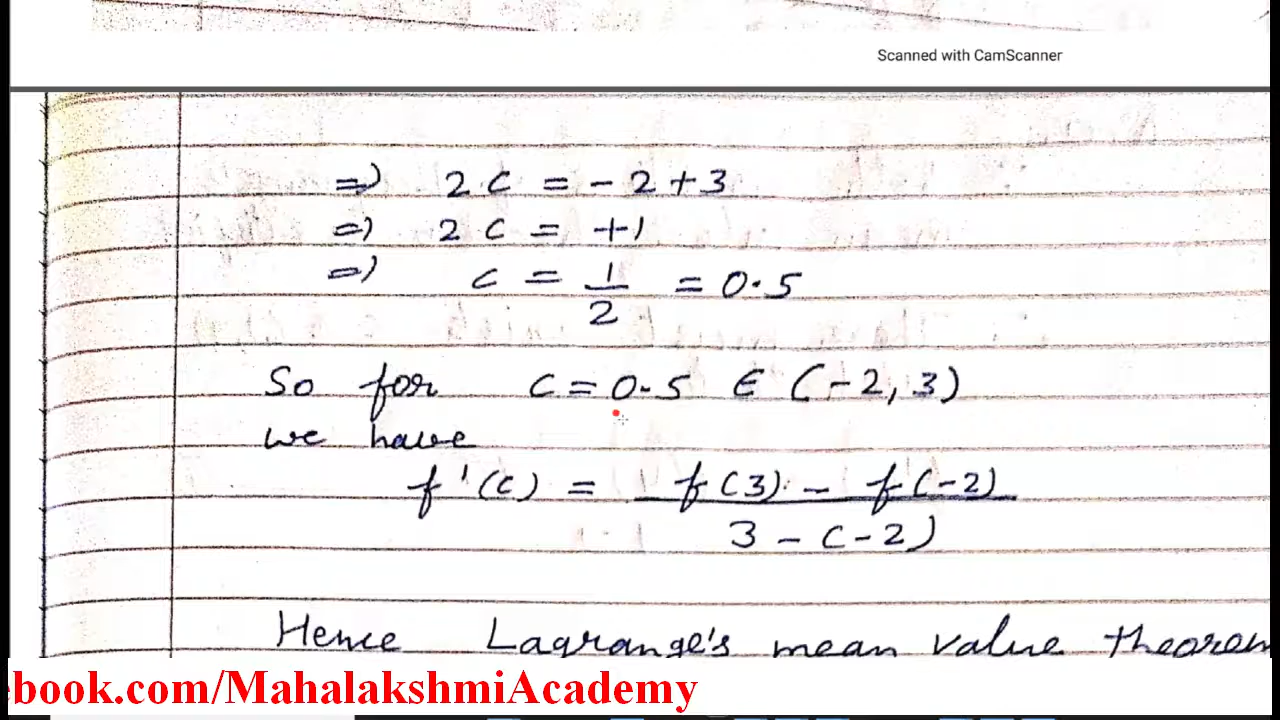 Scanned with CamScanner
=> 2c = -2+3
=> 2c = +1
=> c = 1/2 = 0.5
So for c = 0.5 ∈ (-2, 3)
we have
f'(c) = f(3) - f(-2) / 3 - (-2)
Hence Lagrange's mean value theorem
ebook.com/MahalakshmiAcademy